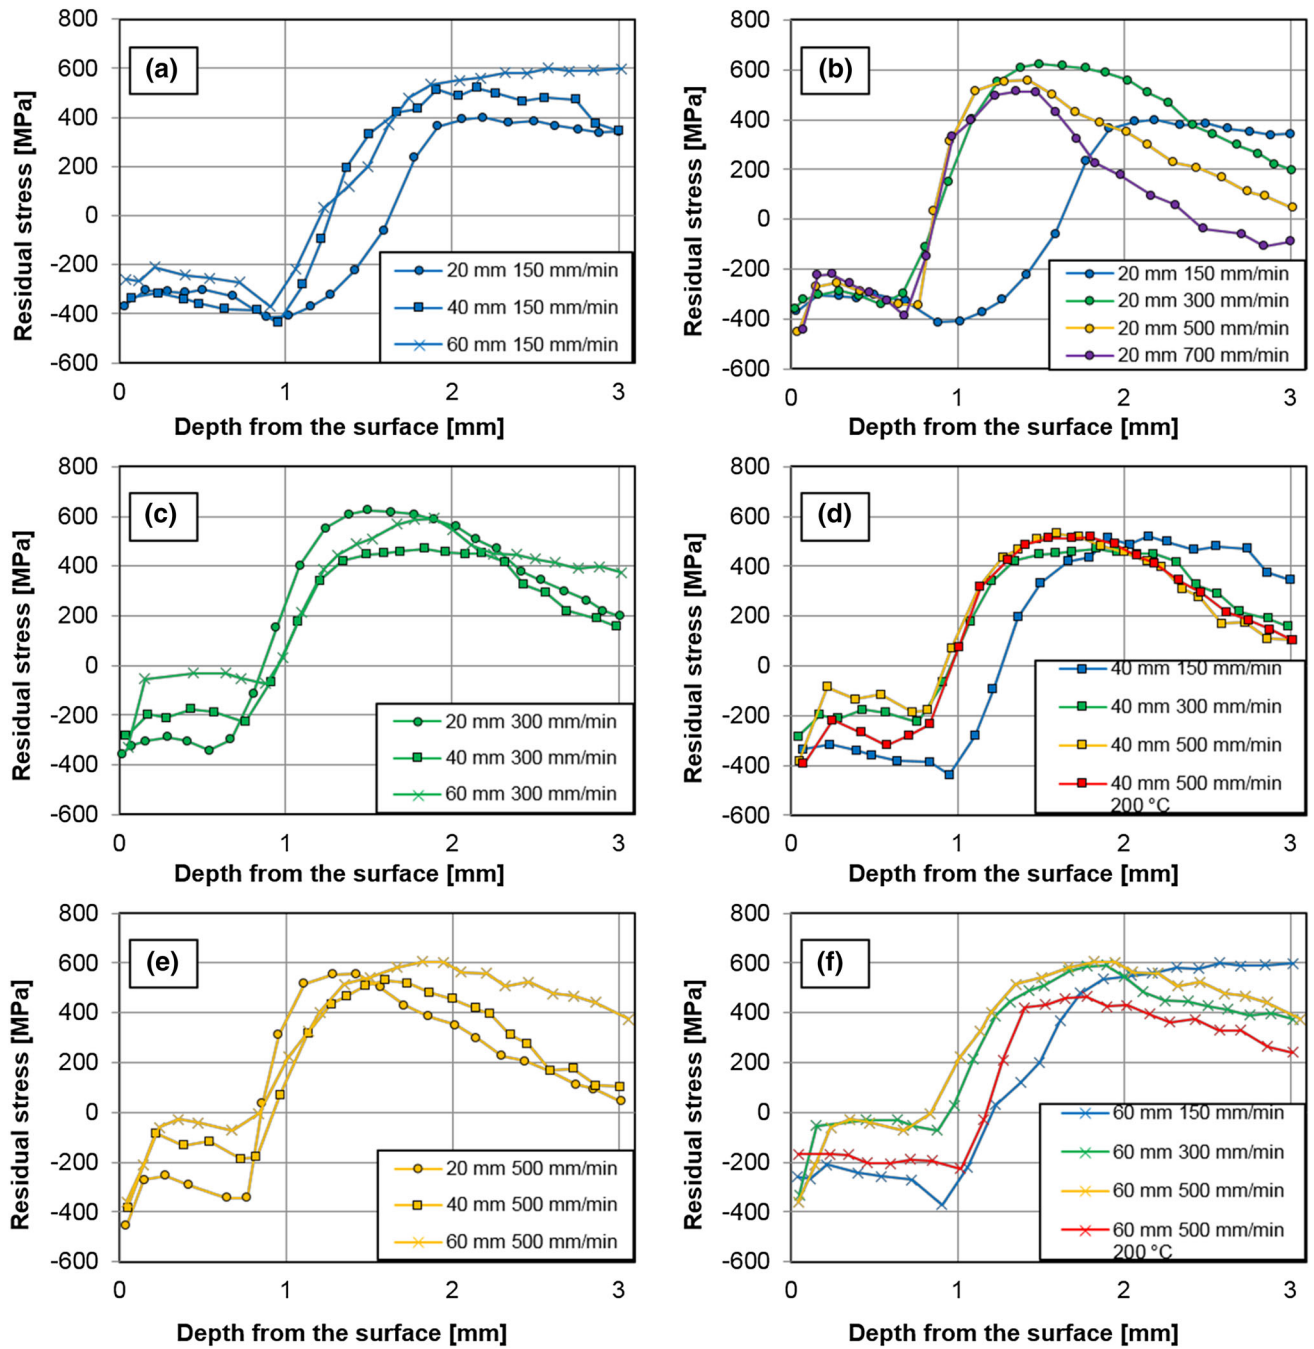 800
600
400
200
0
-200
-400
-600
Residual stress [MPa]
(a)
20 mm 150 mm/min
40 mm 150 mm/min
60 mm 150 mm/min
0 1 2 3
Depth from the surface [mm]
800
600
400
200
0
-200
-400
-600
Residual stress [MPa]
(b)
20 mm 150 mm/min
20 mm 300 mm/min
20 mm 500 mm/min
20 mm 700 mm/min
0 1 2 3
Depth from the surface [mm]
800
600
400
200
0
-200
-400
-600
Residual stress [MPa]
(c)
20 mm 300 mm/min
40 mm 300 mm/min
60 mm 300 mm/min
0 1 2 3
Depth from the surface [mm]
800
600
400
200
0
-200
-400
-600
Residual stress [MPa]
(d)
40 mm 150 mm/min
40 mm 300 mm/min
40 mm 500 mm/min
40 mm 500 mm/min
200 °C
0 1 2 3
Depth from the surface [mm]
800
600
400
200
0
-200
-400
-600
Residual stress [MPa]
(e)
20 mm 500 mm/min
40 mm 500 mm/min
60 mm 500 mm/min
0 1 2 3
Depth from the surface [mm]
800
600
400
200
0
-200
-400
-600
Residual stress [MPa]
(f)
60 mm 150 mm/min
60 mm 300 mm/min
60 mm 500 mm/min
60 mm 500 mm/min
200 °C
0 1 2 3
Depth from the surface [mm]